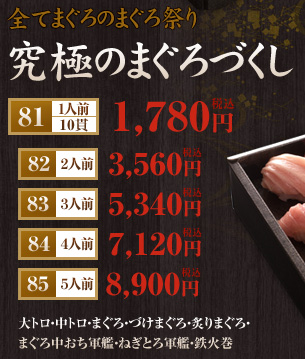 全てまぐろのまぐろ祭り
究極のまぐろづくし
81 1人前 10貫 1,780円 税込
82 2人前 3,560円 税込
83 3人前 5,340円 税込
84 4人前 7,120円 税込
85 5人前 8,900円 税込
大トロ・中トロ・まぐろ・づけまぐろ・炙りまぐろ・
まぐろ中おち軍艦・ねぎとろ軍艦・鉄火巻